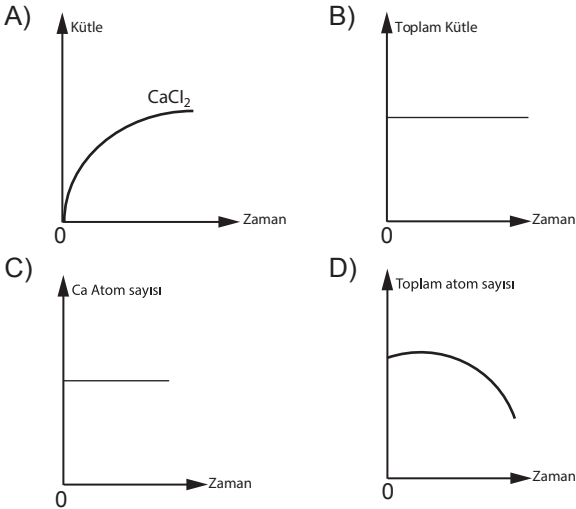 A)
Kütle
CaCl₂
Zaman
0
B)
Toplam Kütle
Zaman
0
C)
Ca Atom sayısı
Zaman
0
D)
Toplam atom sayısı
Zaman
0